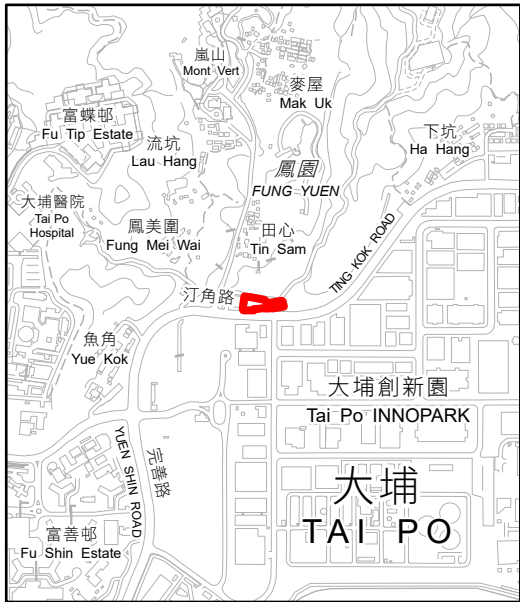 嵐山
Mont Vert
麥屋
Mak Uk
富蝶邨
Fu Tip Estate
流坑
Lau Hang
下坑
Ha Hang
鳳園
FUNG YUEN
大埔醫院
Tai Po
Hospital
鳳美圍
Fung Mei Wai
田心
Tin Sam
TING KOK ROAD
汀角路
魚角
Yue Kok
大埔創新園
Tai Po INNOPARK
YUEN SHIN ROAD
完善路
大埔
TAI PO
富善邨
Fu Shin Estate